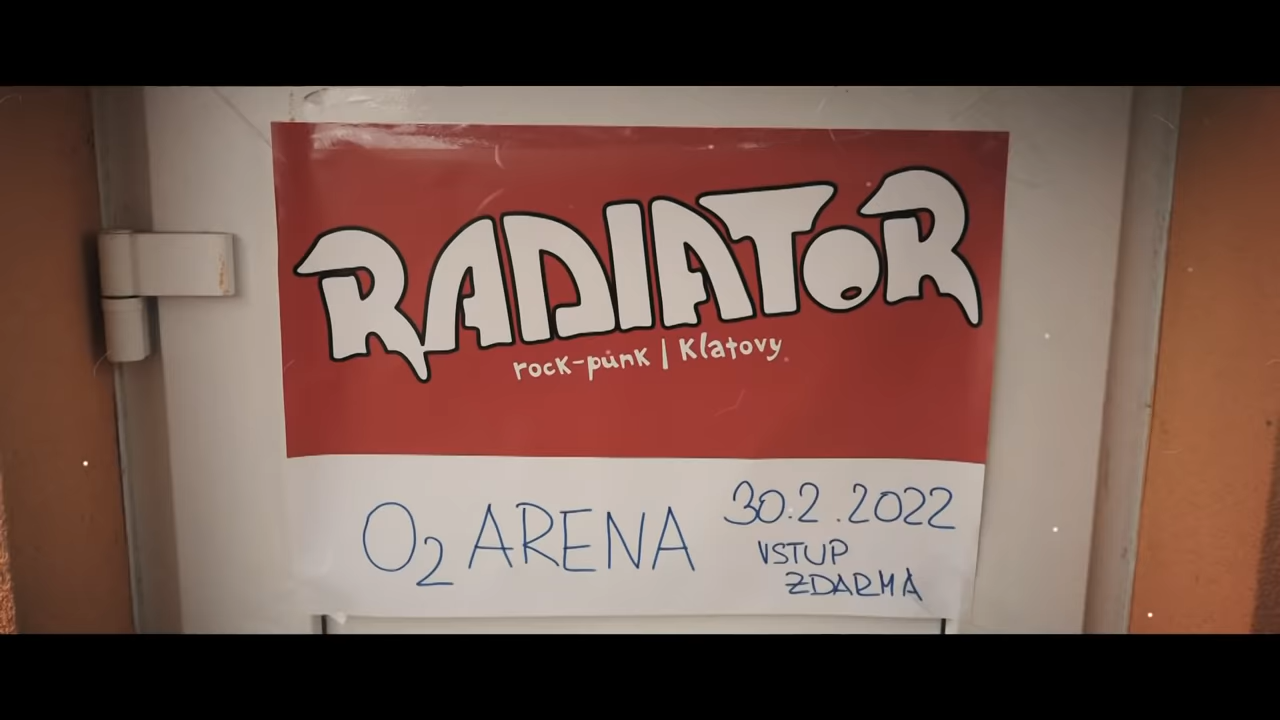 RADIATOR
rock-punk | Klatovy
O2 ARENA
30.2.2022
VSTUP
ZDARMA